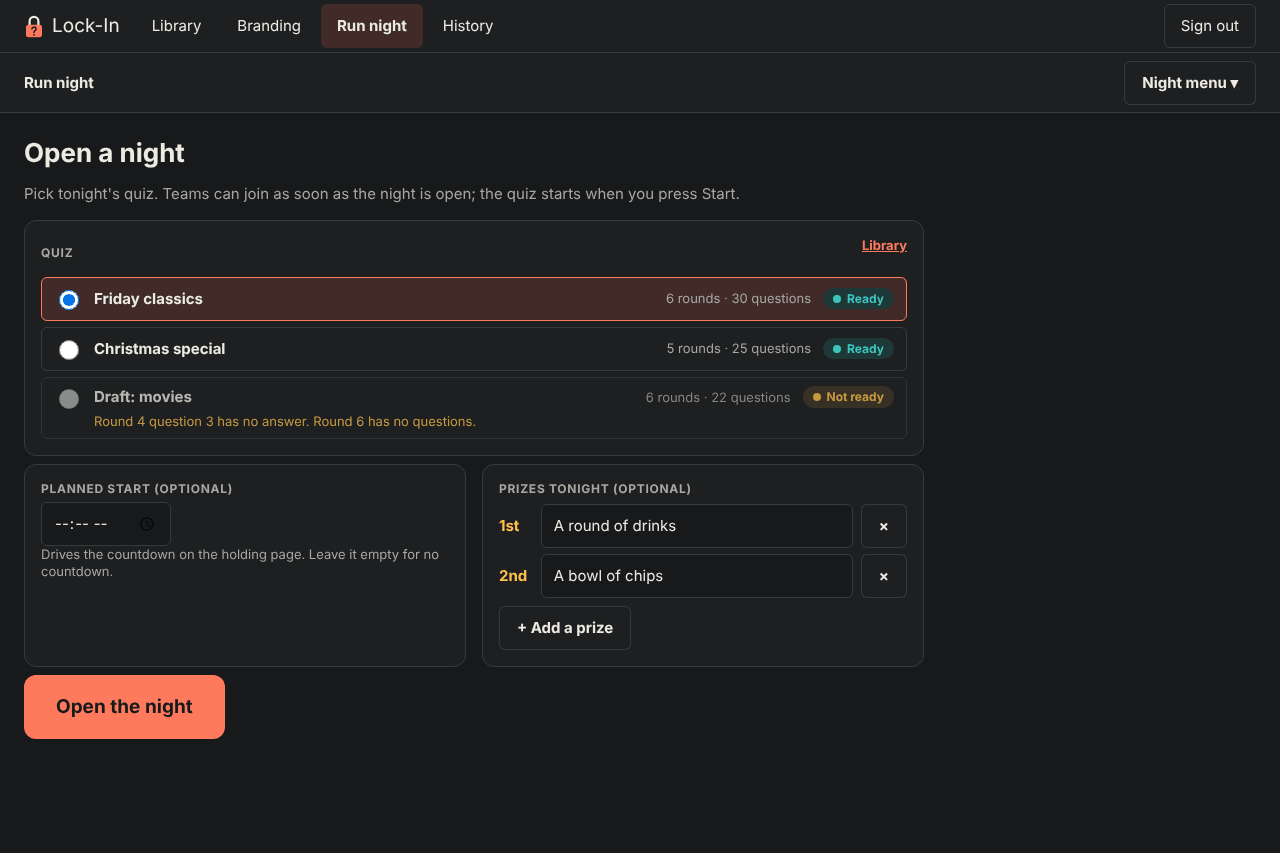 Lock-In Library Branding Run night History Sign out
Run night Night menu ▾
Open a night
Pick tonight's quiz. Teams can join as soon as the night is open; the quiz starts when you press Start.
QUIZ Library
Friday classics 6 rounds · 30 questions Ready
Christmas special 5 rounds · 25 questions Ready
Draft: movies 6 rounds · 22 questions Not ready
Round 4 question 3 has no answer. Round 6 has no questions.
PLANNED START (OPTIONAL)
--:-- --
Drives the countdown on the holding page. Leave it empty for no
countdown.
PRIZES TONIGHT (OPTIONAL)
1st A round of drinks ×
2nd A bowl of chips ×
+ Add a prize
Open the night